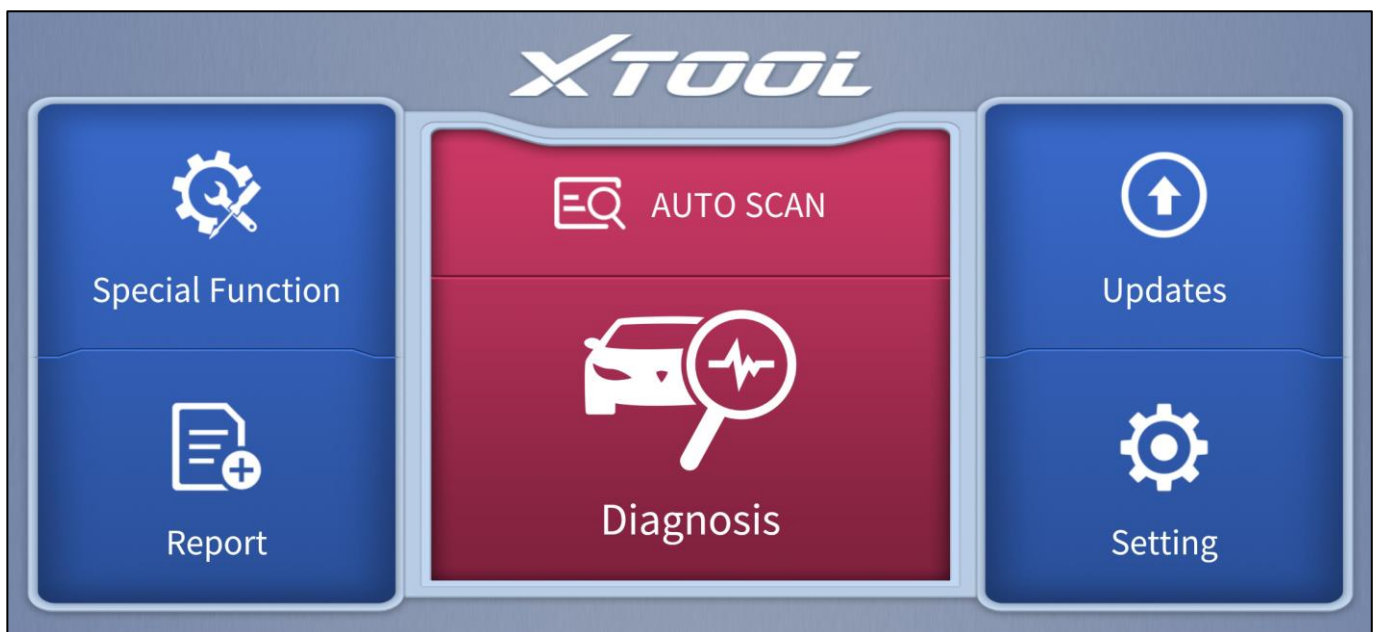 XTOOL
Special Function
Report
AUTO SCAN
Diagnosis
Updates
Setting